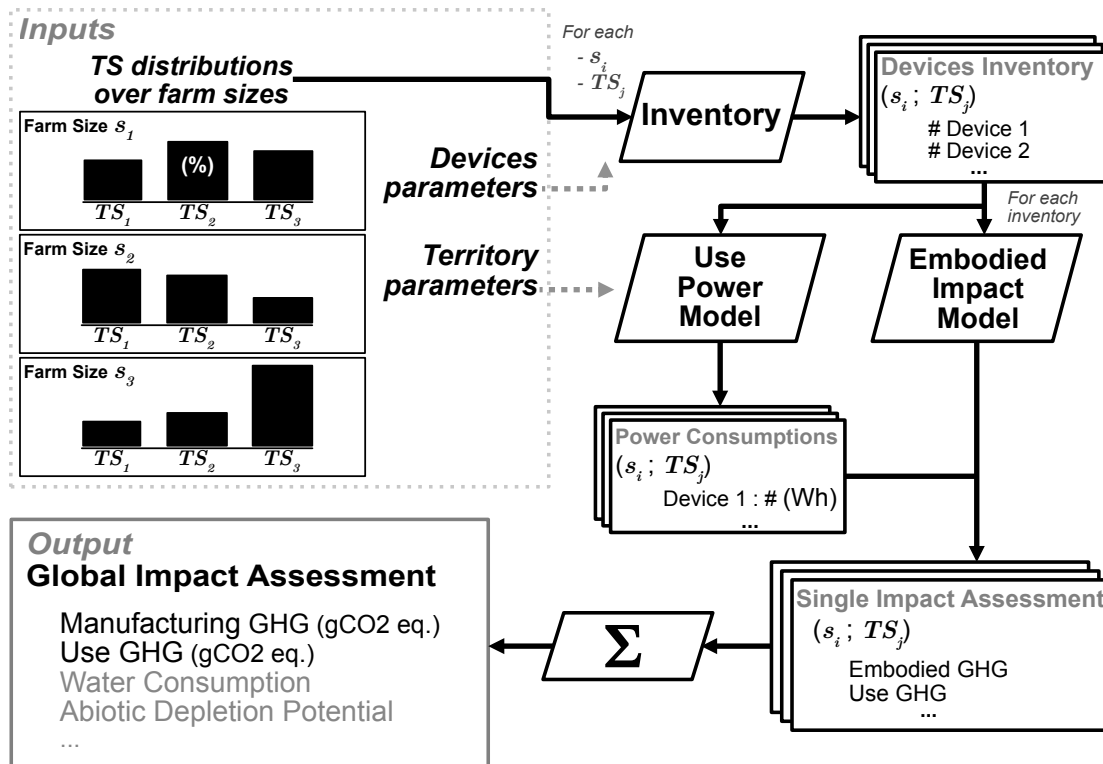 Inputs
TS distributions
over farm sizes
Farm Size s_1
(%)
TS_1 TS_2 TS_3
Farm Size s_2
TS_1 TS_2 TS_3
Farm Size s_3
TS_1 TS_2 TS_3
Devices
parameters
Territory
parameters
For each
- s_i
- TS_j
Inventory
Devices Inventory
(s_i ; TS_j)
# Device 1
# Device 2
...
For each
inventory
Use
Power
Model
Embodied
Impact
Model
Power Consumptions
(s_i ; TS_j)
Device 1 : # (Wh)
...
Single Impact Assessment
(s_i ; TS_j)
Embodied GHG
Use GHG
...
Σ
Output
Global Impact Assessment
Manufacturing GHG (gCO2 eq.)
Use GHG (gCO2 eq.)
Water Consumption
Abiotic Depletion Potential
...